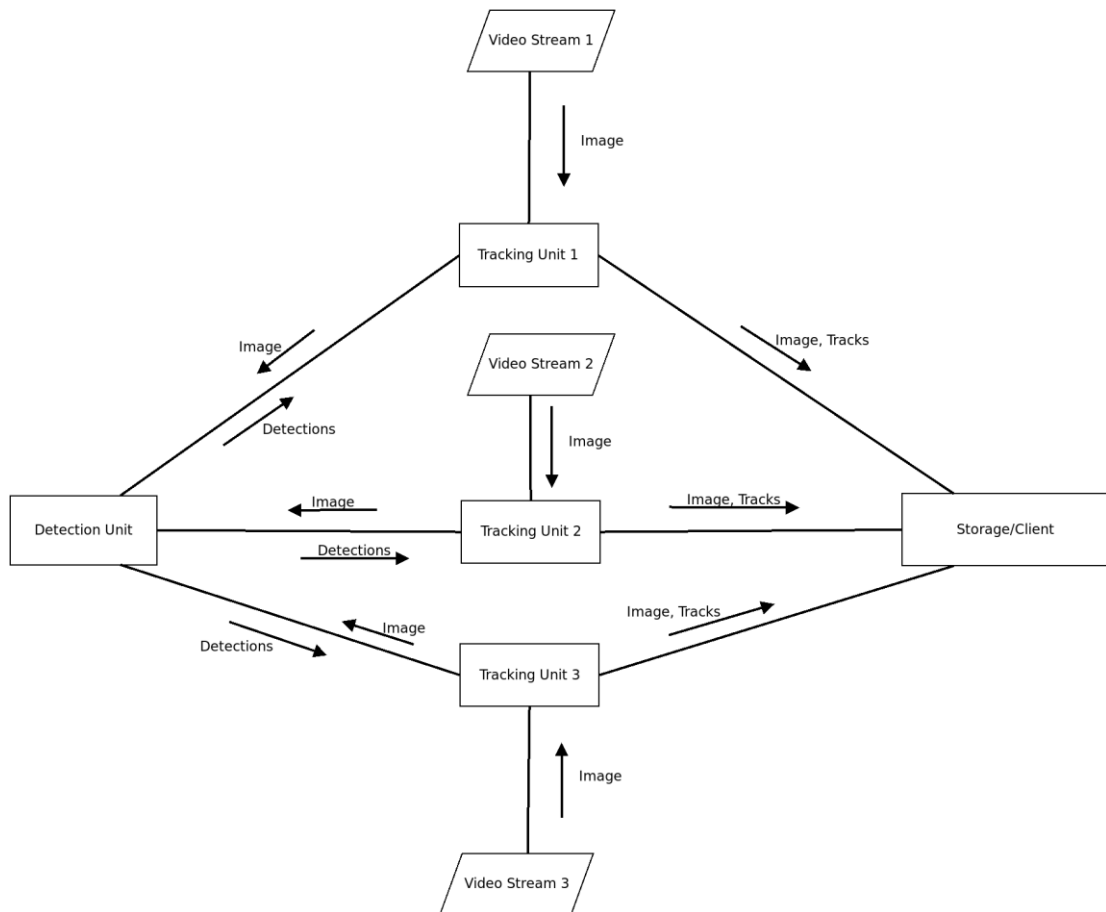 Video Stream 1
Image
Tracking Unit 1
Image
Image, Tracks
Video Stream 2
Detections
Image
Image
Image, Tracks
Detection Unit
Tracking Unit 2
Storage/Client
Detections
Image, Tracks
Image
Detections
Tracking Unit 3
Image
Video Stream 3